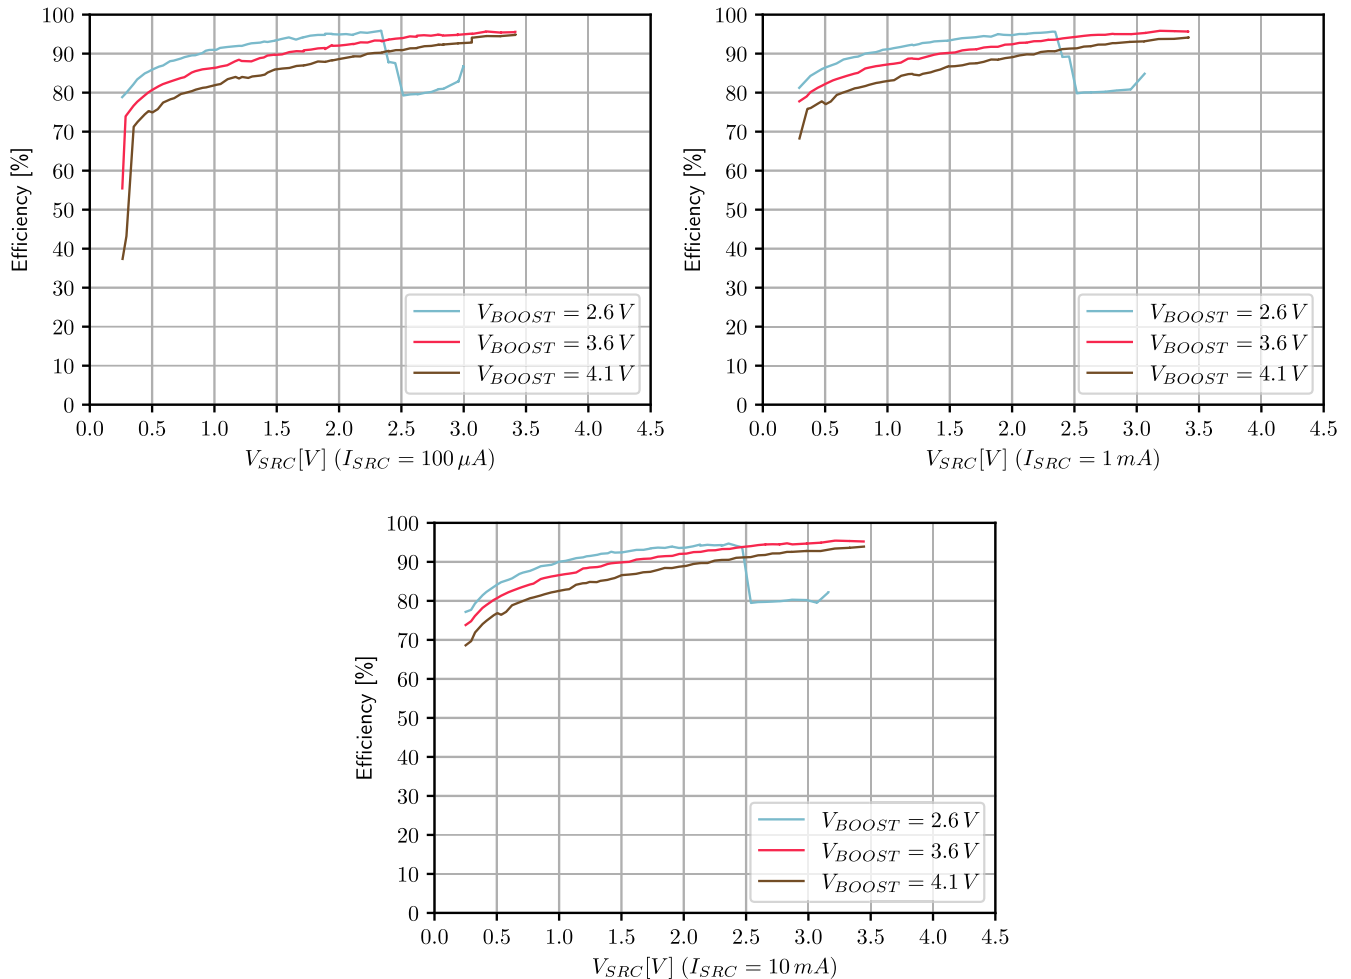 100
90
80
70
60
50
40
30
20
10
0
Efficiency [%]
V_BOOST = 2.6 V
V_BOOST = 3.6 V
V_BOOST = 4.1 V
0.0 0.5 1.0 1.5 2.0 2.5 3.0 3.5 4.0 4.5
V_SRC[V] (I_SRC = 100 μA)
100
90
80
70
60
50
40
30
20
10
0
Efficiency [%]
V_BOOST = 2.6 V
V_BOOST = 3.6 V
V_BOOST = 4.1 V
0.0 0.5 1.0 1.5 2.0 2.5 3.0 3.5 4.0 4.5
V_SRC[V] (I_SRC = 1 mA)
100
90
80
70
60
50
40
30
20
10
0
Efficiency [%]
V_BOOST = 2.6 V
V_BOOST = 3.6 V
V_BOOST = 4.1 V
0.0 0.5 1.0 1.5 2.0 2.5 3.0 3.5 4.0 4.5
V_SRC[V] (I_SRC = 10 mA)